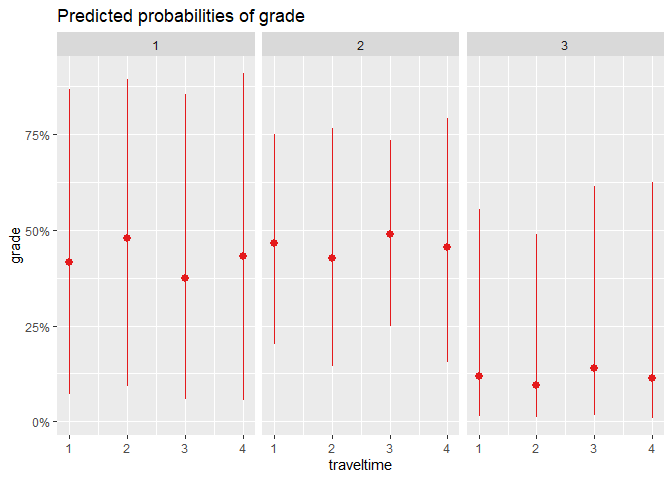 Predicted probabilities of grade
1 2 3
75%
50%
25%
0%
grade
1 2 3 4 1 2 3 4 1 2 3 4
traveltime